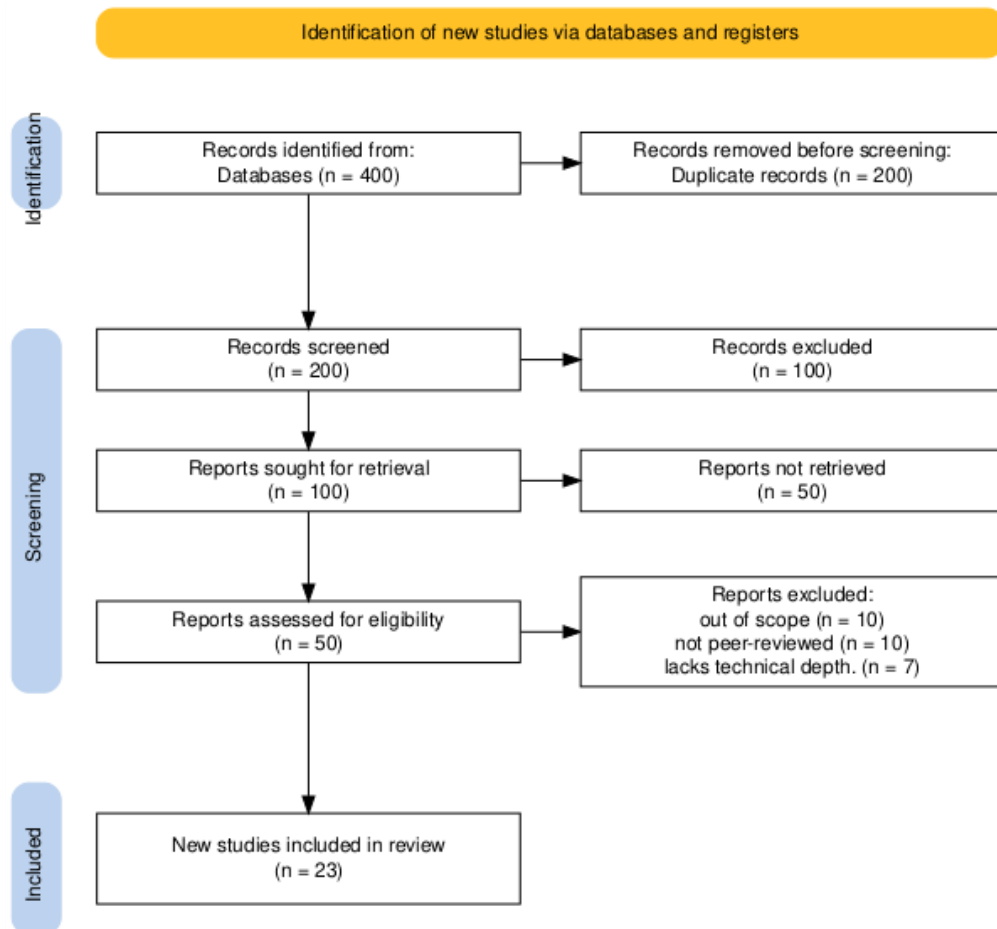 Identification of new studies via databases and registers
Identification
Records identified from:
Databases (n = 400)
Records removed before screening:
Duplicate records (n = 200)
Screening
Records screened
(n = 200)
Records excluded
(n = 100)
Reports sought for retrieval
(n = 100)
Reports not retrieved
(n = 50)
Reports assessed for eligibility
(n = 50)
Reports excluded:
out of scope (n = 10)
not peer-reviewed (n = 10)
lacks technical depth. (n = 7)
Included
New studies included in review
(n = 23)